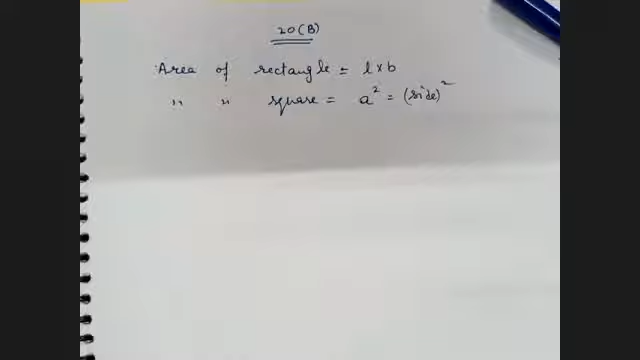 20(B)
Area of rectangle = l × b
" " square = a² = (side)²